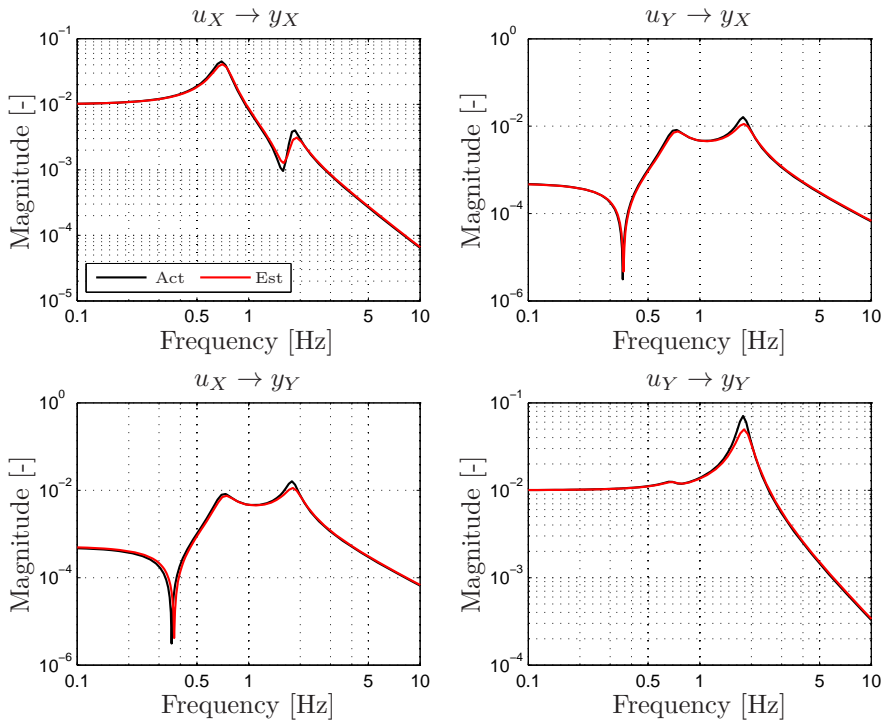 u_X → y_X
10^-1
10^-2
10^-3
10^-4
10^-5
Magnitude [-]
Act Est
0.1 0.5 1 5 10
Frequency [Hz]
u_Y → y_X
10^0
10^-2
10^-4
10^-6
Magnitude [-]
0.1 0.5 1 5 10
Frequency [Hz]
u_X → y_Y
10^0
10^-2
10^-4
10^-6
Magnitude [-]
0.1 0.5 1 5 10
Frequency [Hz]
u_Y → y_Y
10^-1
10^-2
10^-3
10^-4
Magnitude [-]
0.1 0.5 1 5 10
Frequency [Hz]